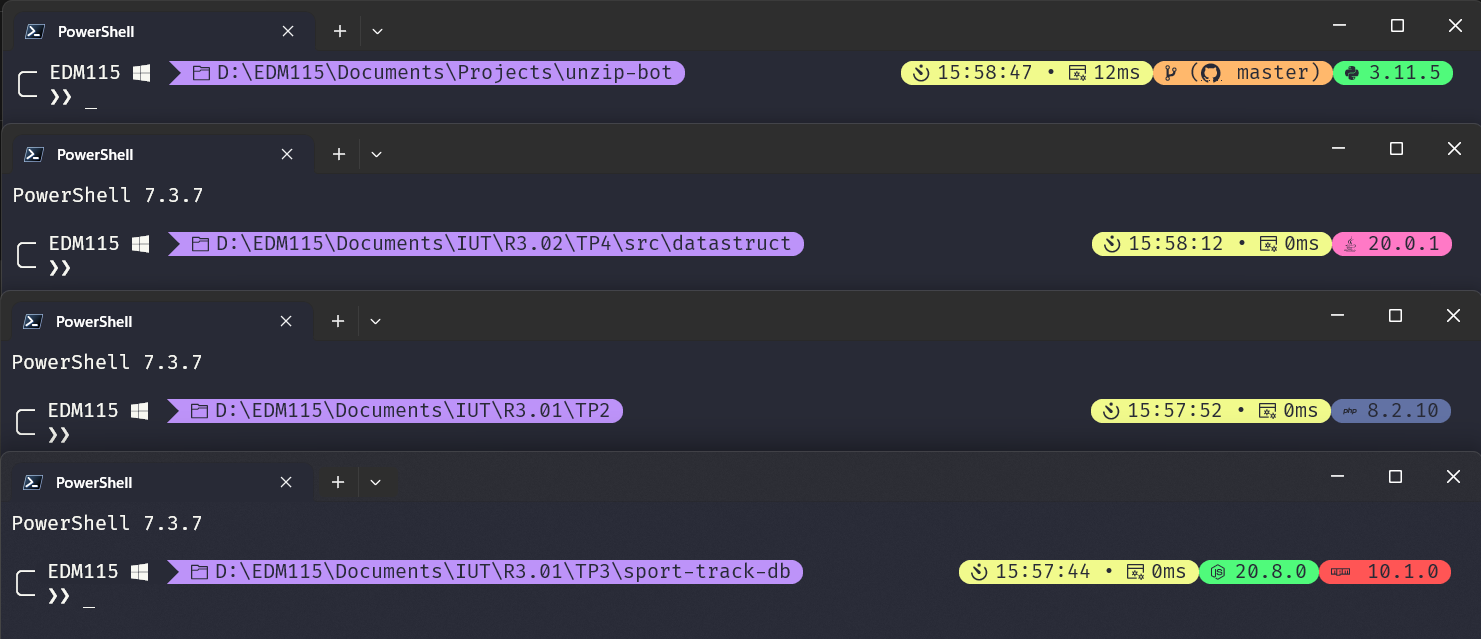 PowerShell
EDM115 D:\EDM115\Documents\Projects\unzip-bot 15:58:47 • 12ms ( master) 3.11.5
❯❯ _
PowerShell
PowerShell 7.3.7
EDM115 D:\EDM115\Documents\IUT\R3.02\TP4\src\datastruct 15:58:12 • 0ms 20.0.1
❯❯
PowerShell
PowerShell 7.3.7
EDM115 D:\EDM115\Documents\IUT\R3.01\TP2 15:57:52 • 0ms php 8.2.10
❯❯
PowerShell
PowerShell 7.3.7
EDM115 D:\EDM115\Documents\IUT\R3.01\TP3\sport-track-db 15:57:44 • 0ms 20.8.0 npm 10.1.0
❯❯ _